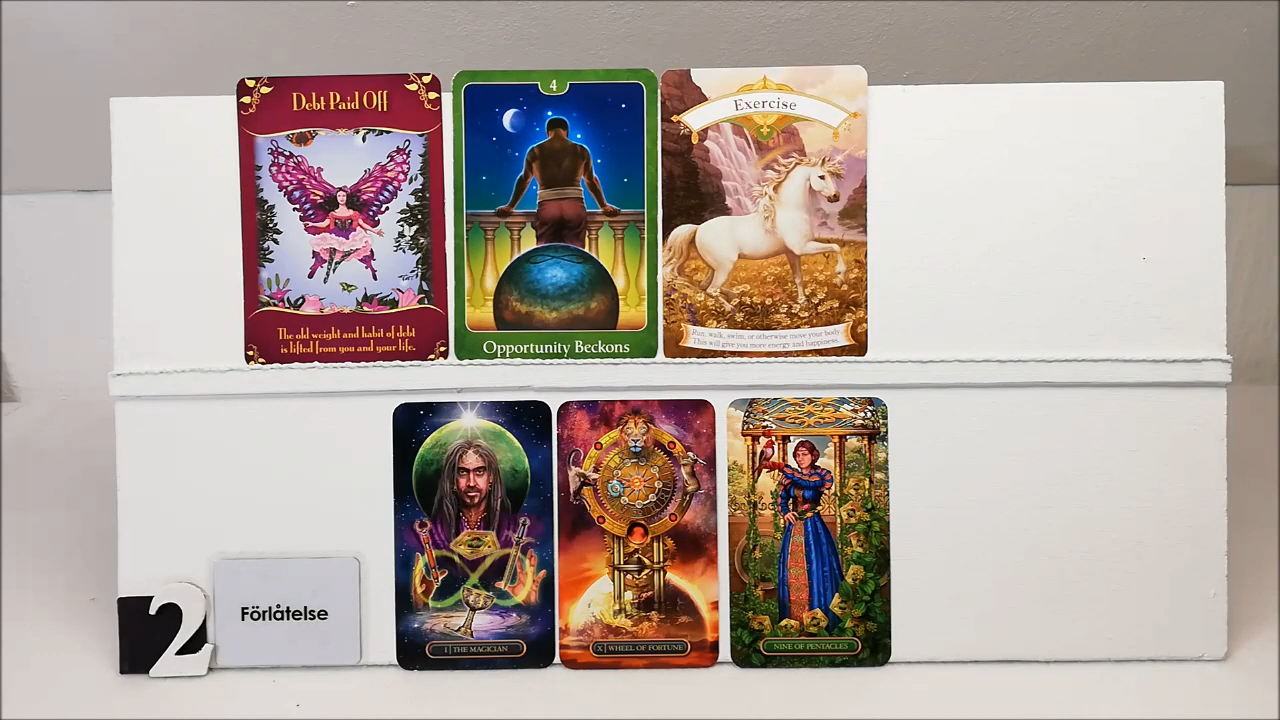 Debt Paid Off
The old weight and habit of debt
is lifted from you and your life.
4
Opportunity Beckons
Exercise
Run, walk, swim, or otherwise move your body.
This will give you more energy and happiness.
2
Förlåtelse
I THE MAGICIAN
X WHEEL OF FORTUNE
NINE OF PENTACLES